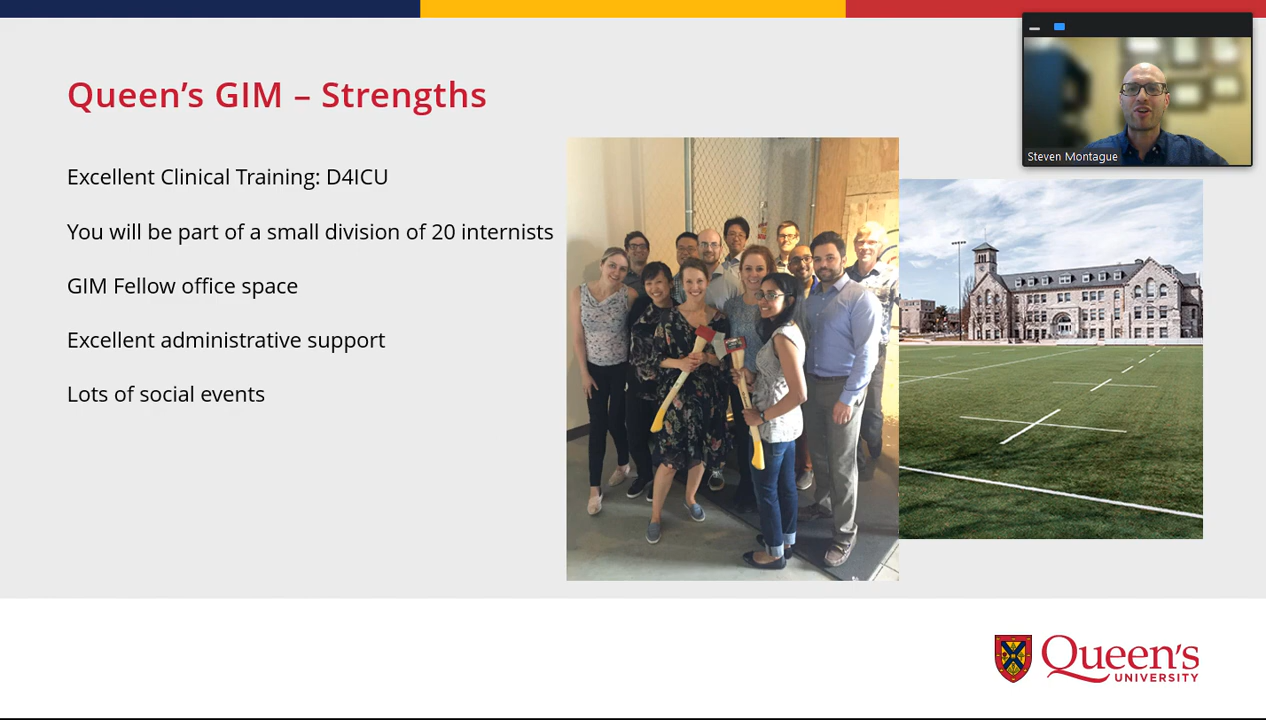 Queen’s GIM – Strengths
Steven Montague
Excellent Clinical Training: D4ICU
You will be part of a small division of 20 internists
GIM Fellow office space
Excellent administrative support
Lots of social events
Queen’s
UNIVERSITY